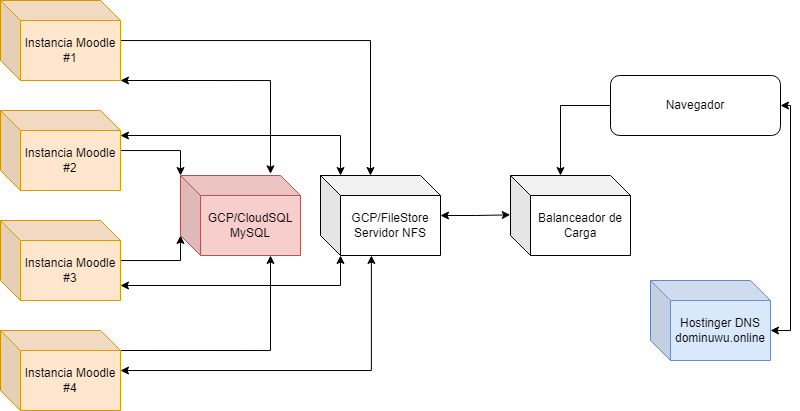 Instancia Moodle
#1
Instancia Moodle
#2
Instancia Moodle
#3
Instancia Moodle
#4
GCP/CloudSQL
MySQL
GCP/FileStore
Servidor NFS
Balanceador de
Carga
Navegador
Hostinger DNS
dominuwu.online